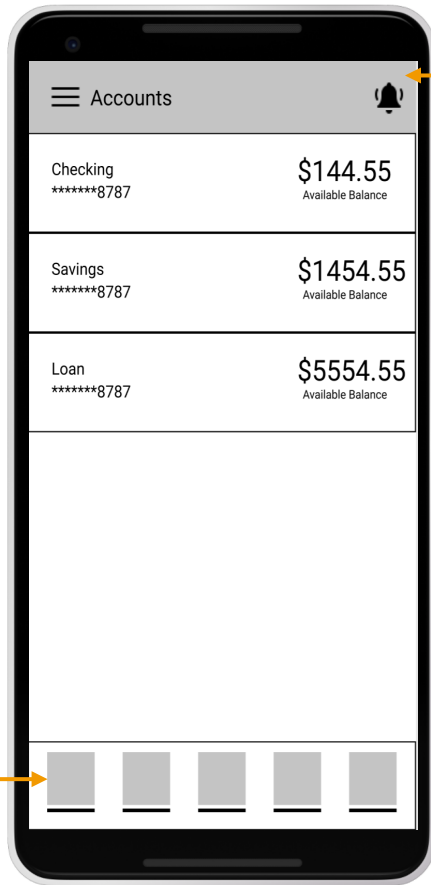 Accounts
Checking
*******8787
$144.55
Available Balance
Savings
*******8787
$1454.55
Available Balance
Loan
*******8787
$5554.55
Available Balance